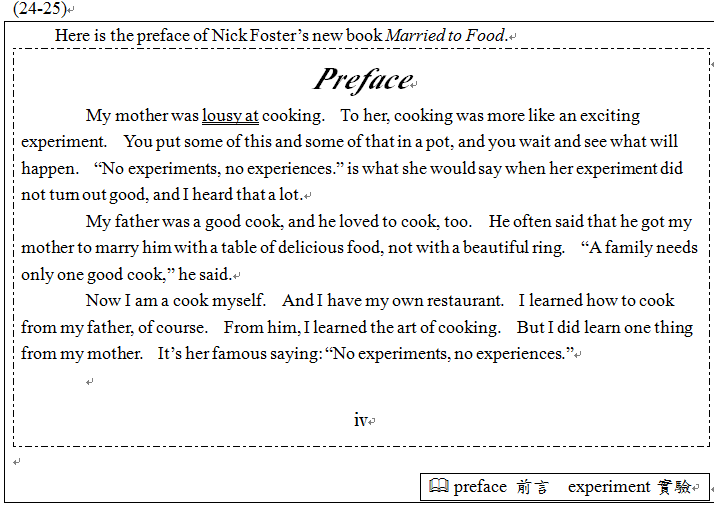 (24-25)
Here is the preface of Nick Foster’s new book Married to Food.
Preface
My mother was lousy at cooking. To her, cooking was more like an exciting
experiment. You put some of this and some of that in a pot, and you wait and see what will
happen. “No experiments, no experiences.” is what she would say when her experiment did
not turn out good, and I heard that a lot.
My father was a good cook, and he loved to cook, too. He often said that he got my
mother to marry him with a table of delicious food, not with a beautiful ring. “A family needs
only one good cook,” he said.
Now I am a cook myself. And I have my own restaurant. I learned how to cook
from my father, of course. From him, I learned the art of cooking. But I did learn one thing
from my mother. It’s her famous saying: “No experiments, no experiences.”
iv
preface 前言 experiment 實驗